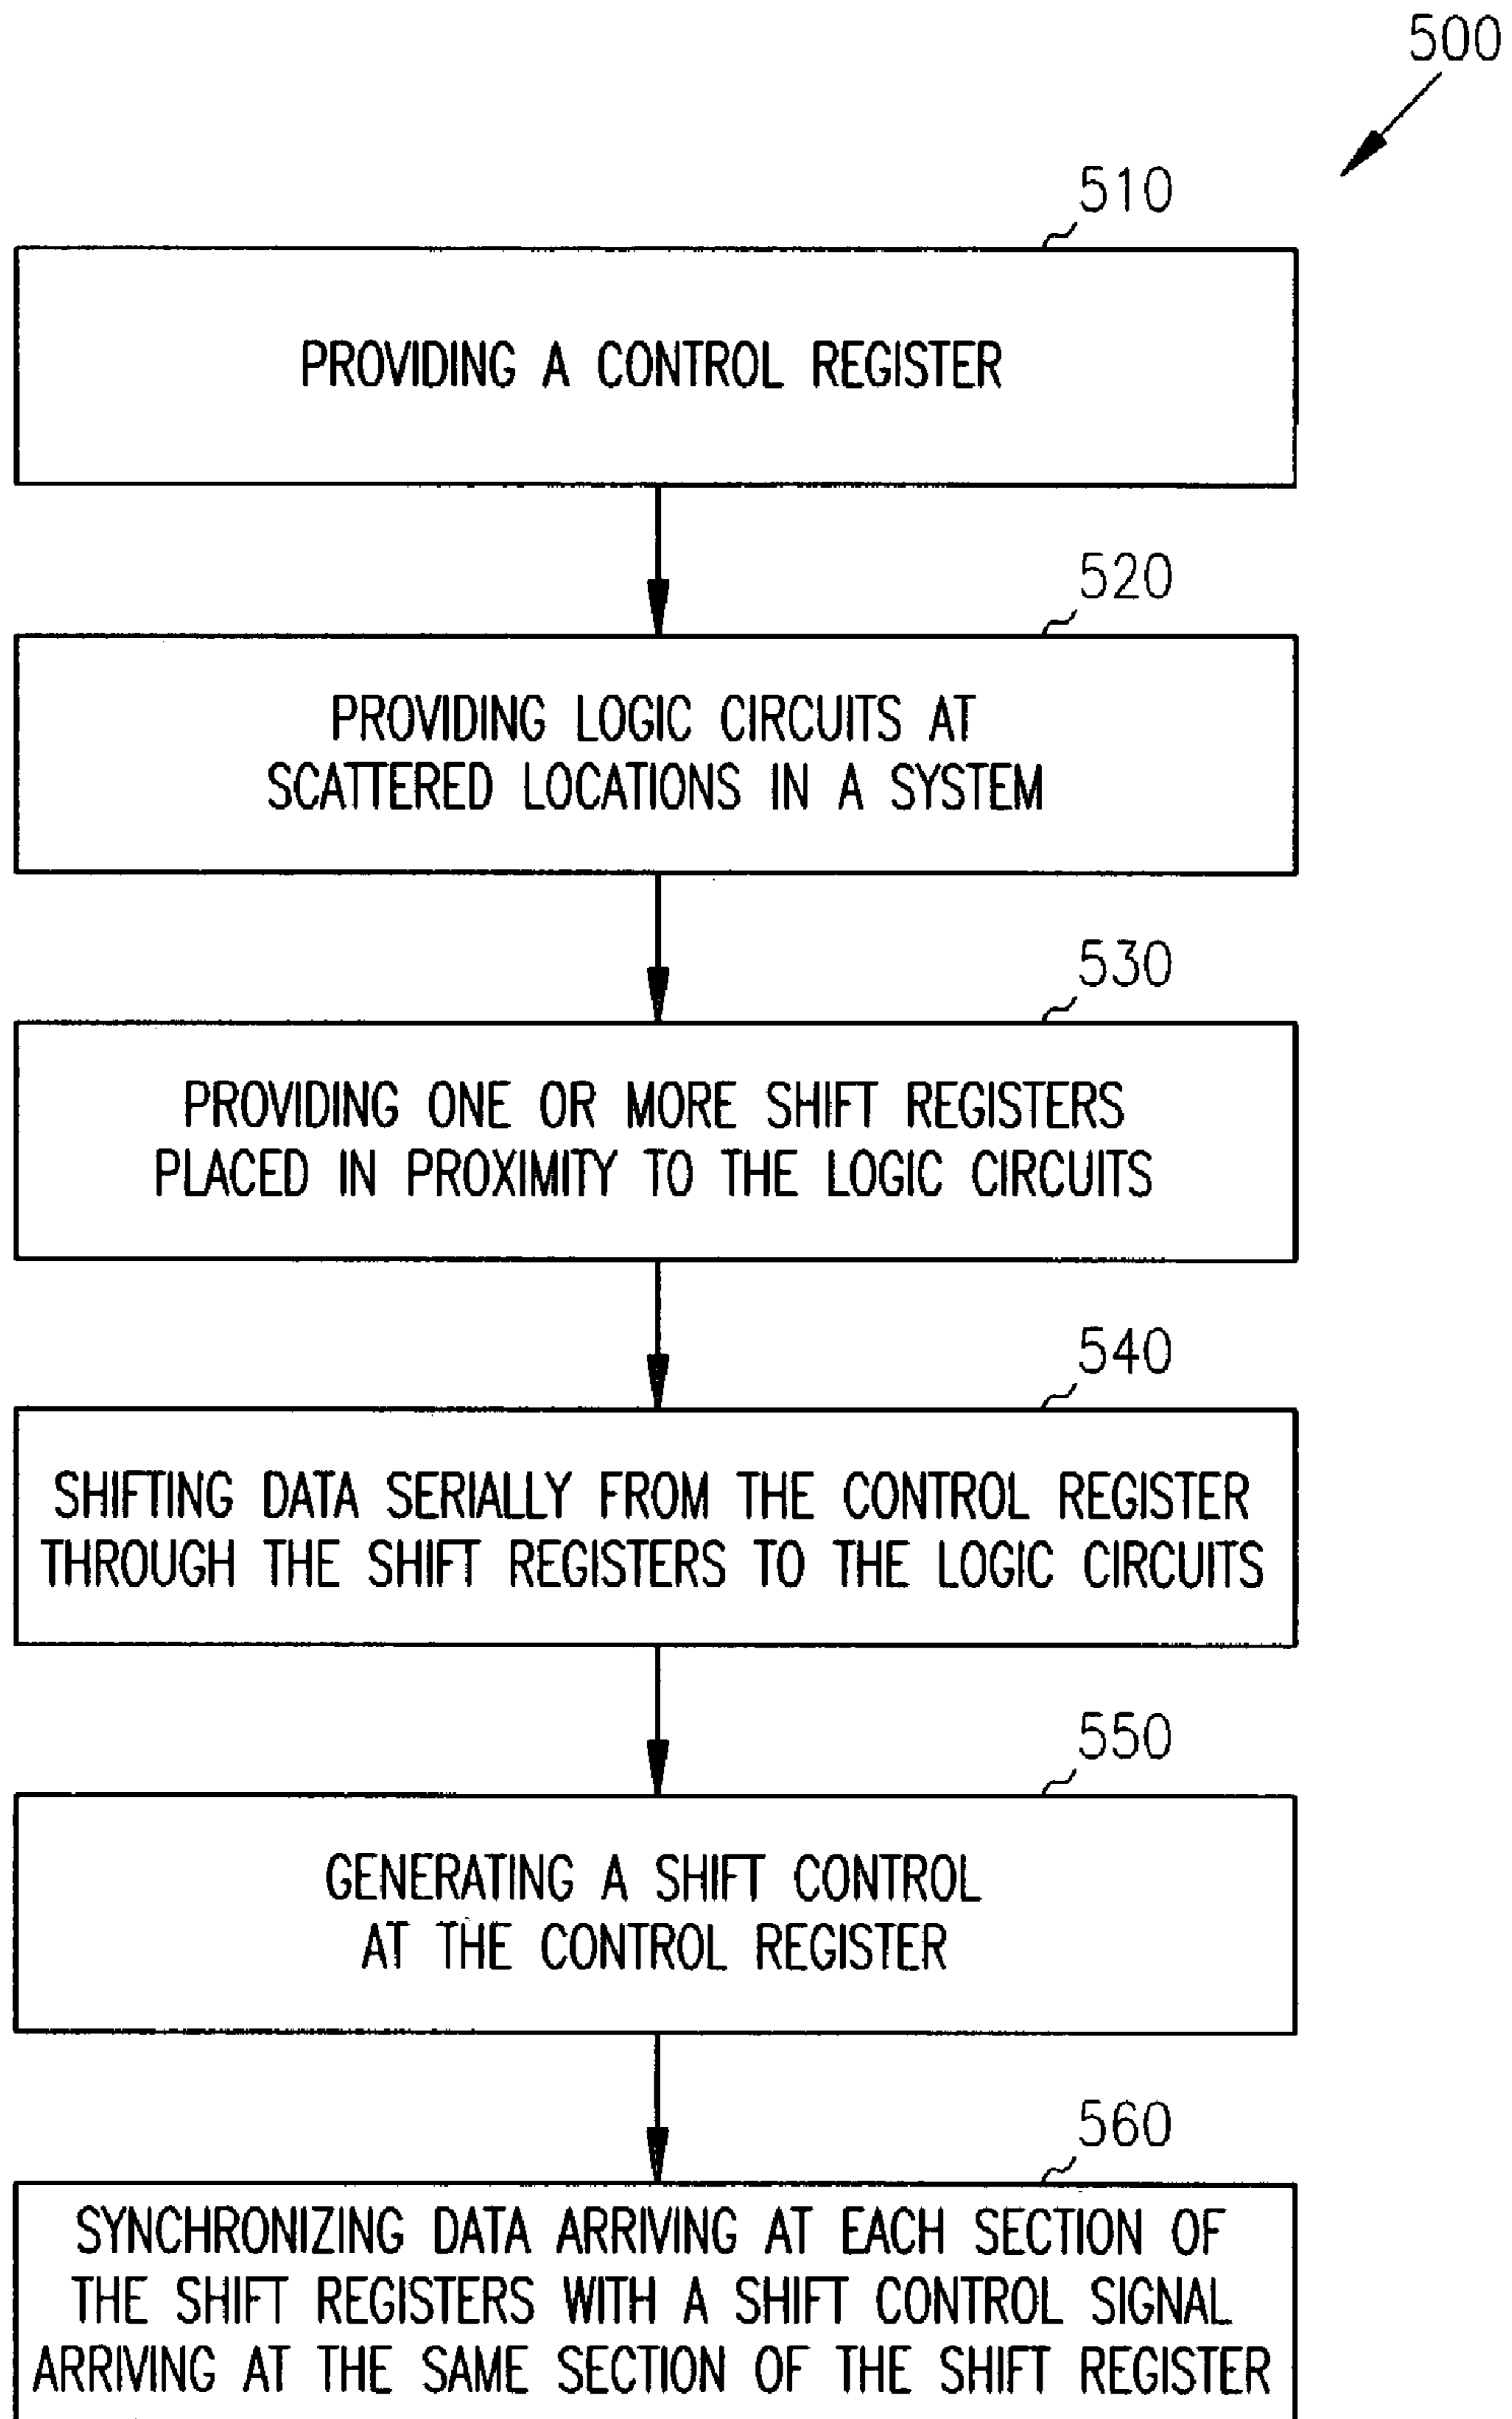 500
510
PROVIDING A CONTROL REGISTER
520
PROVIDING LOGIC CIRCUITS AT
SCATTERED LOCATIONS IN A SYSTEM
530
PROVIDING ONE OR MORE SHIFT REGISTERS
PLACED IN PROXIMITY TO THE LOGIC CIRCUITS
540
SHIFTING DATA SERIALLY FROM THE CONTROL REGISTER
THROUGH THE SHIFT REGISTERS TO THE LOGIC CIRCUITS
550
GENERATING A SHIFT CONTROL
AT THE CONTROL REGISTER
560
SYNCHRONIZING DATA ARRIVING AT EACH SECTION OF
THE SHIFT REGISTERS WITH A SHIFT CONTROL SIGNAL
ARRIVING AT THE SAME SECTION OF THE SHIFT REGISTER